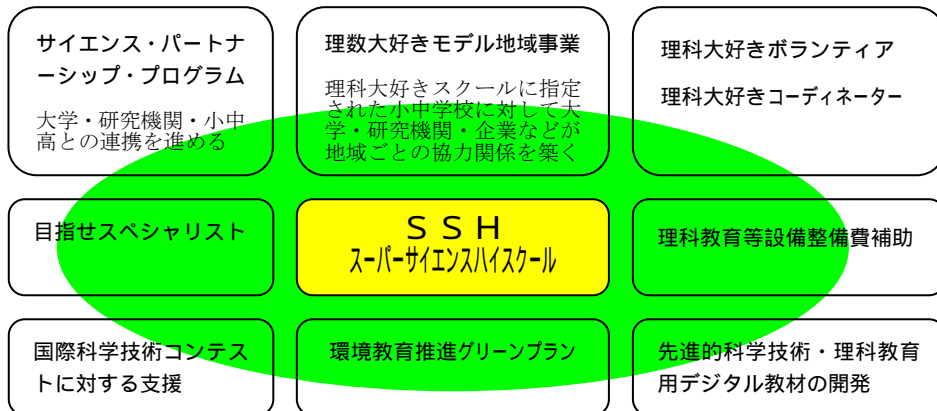 サイエンス・パートナ
ーシップ・プログラム
大学・研究機関・小中
高との連携を進める
理数大好きモデル地域事業
理科大好きスクールに指定
された小中学校に対して大
学・研究機関・企業などが
地域ごとの協力関係を築く
理科大好きボランティア
理科大好きコーディネーター
目指せスペシャリスト
ＳＳＨ
スーパーサイエンスハイスクール
理科教育等設備整備費補助
国際科学技術コンテス
トに対する支援
環境教育推進グリーンプラン
先進的科学技術・理科教育
用デジタル教材の開発